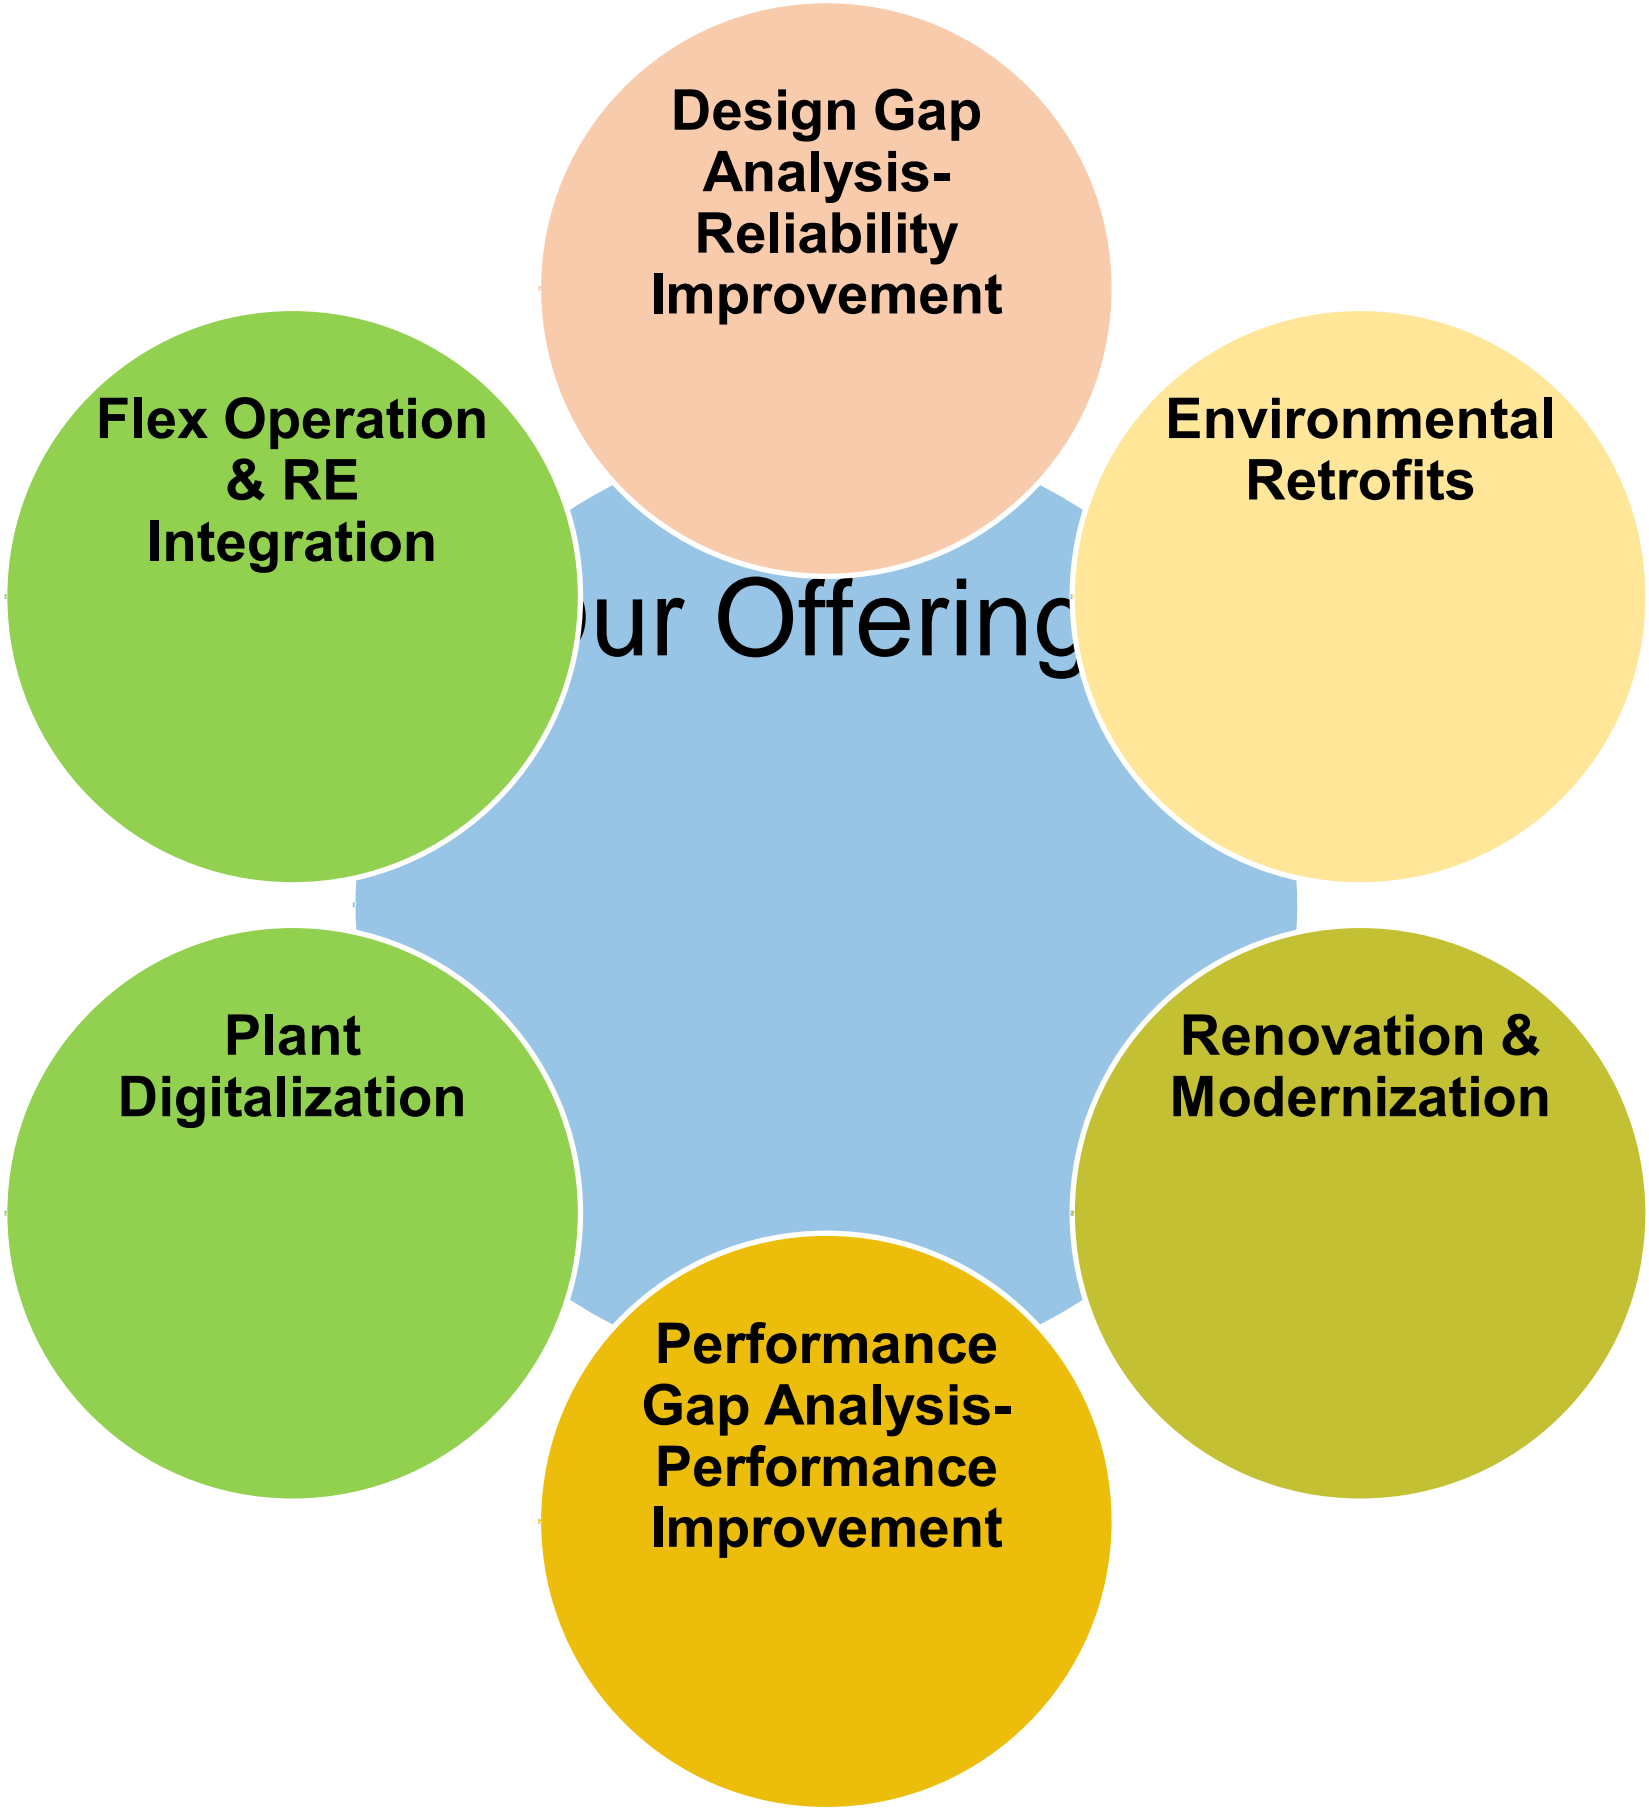 Design Gap
Analysis-
Reliability
Improvement
Flex Operation
& RE
Integration
Environmental
Retrofits
ur Offering
Plant
Digitalization
Renovation &
Modernization
Performance
Gap Analysis-
Performance
Improvement